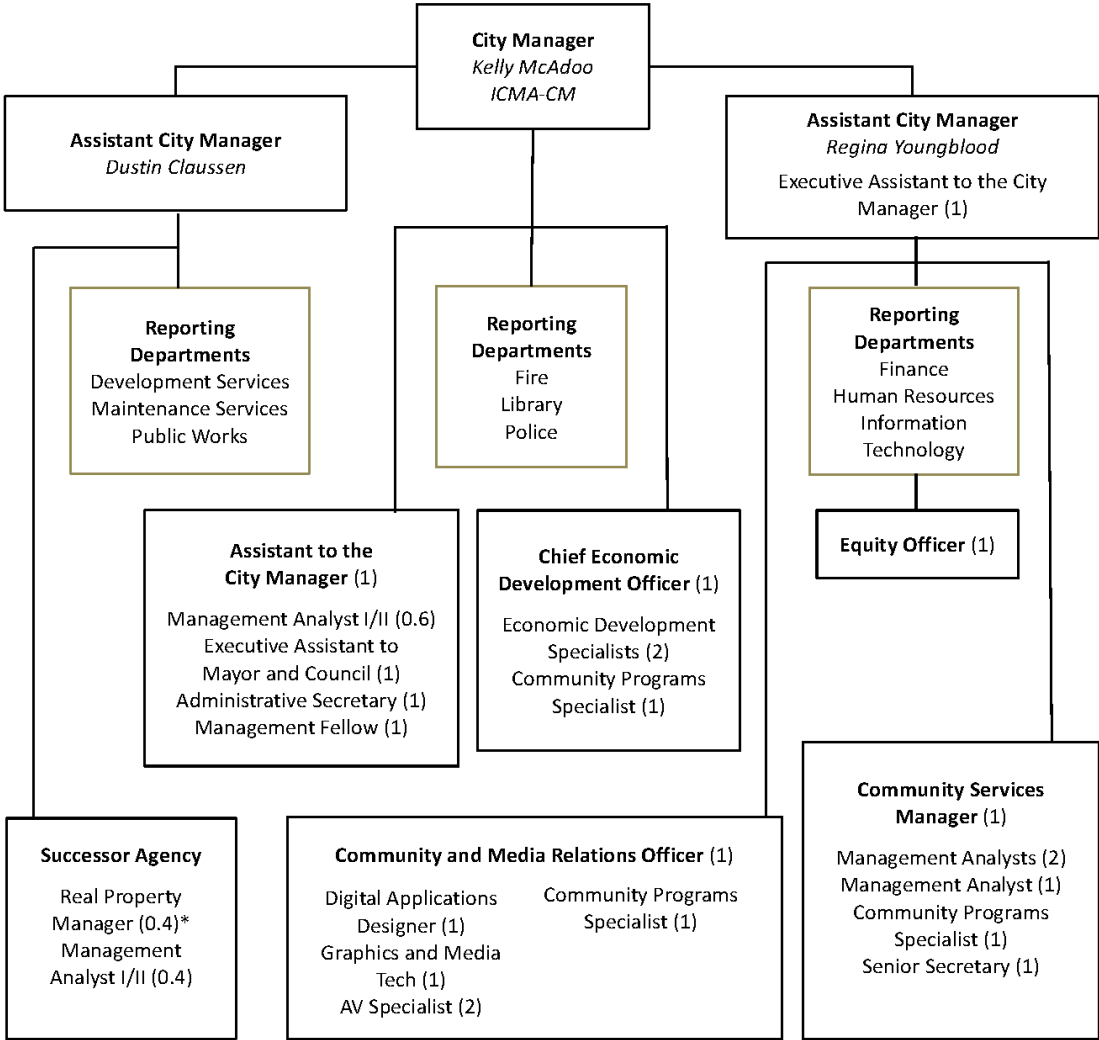 City Manager
Kelly McAdoo
ICMA-CM
Assistant City Manager
Dustin Claussen
Assistant City Manager
Regina Youngblood
Executive Assistant to the City
Manager (1)
Reporting
Departments
Development Services
Maintenance Services
Public Works
Reporting
Departments
Fire
Library
Police
Reporting
Departments
Finance
Human Resources
Information
Technology
Assistant to the
City Manager (1)
Management Analyst I/II (0.6)
Executive Assistant to
Mayor and Council (1)
Administrative Secretary (1)
Management Fellow (1)
Chief Economic
Development Officer (1)
Economic Development
Specialists (2)
Community Programs
Specialist (1)
Equity Officer (1)
Successor Agency
Real Property
Manager (0.4)*
Management
Analyst I/II (0.4)
Community and Media Relations Officer (1)
Digital Applications
Designer (1)
Graphics and Media
Tech (1)
AV Specialist (2)
Community Programs
Specialist (1)
Community Services
Manager (1)
Management Analysts (2)
Management Analyst (1)
Community Programs
Specialist (1)
Senior Secretary (1)